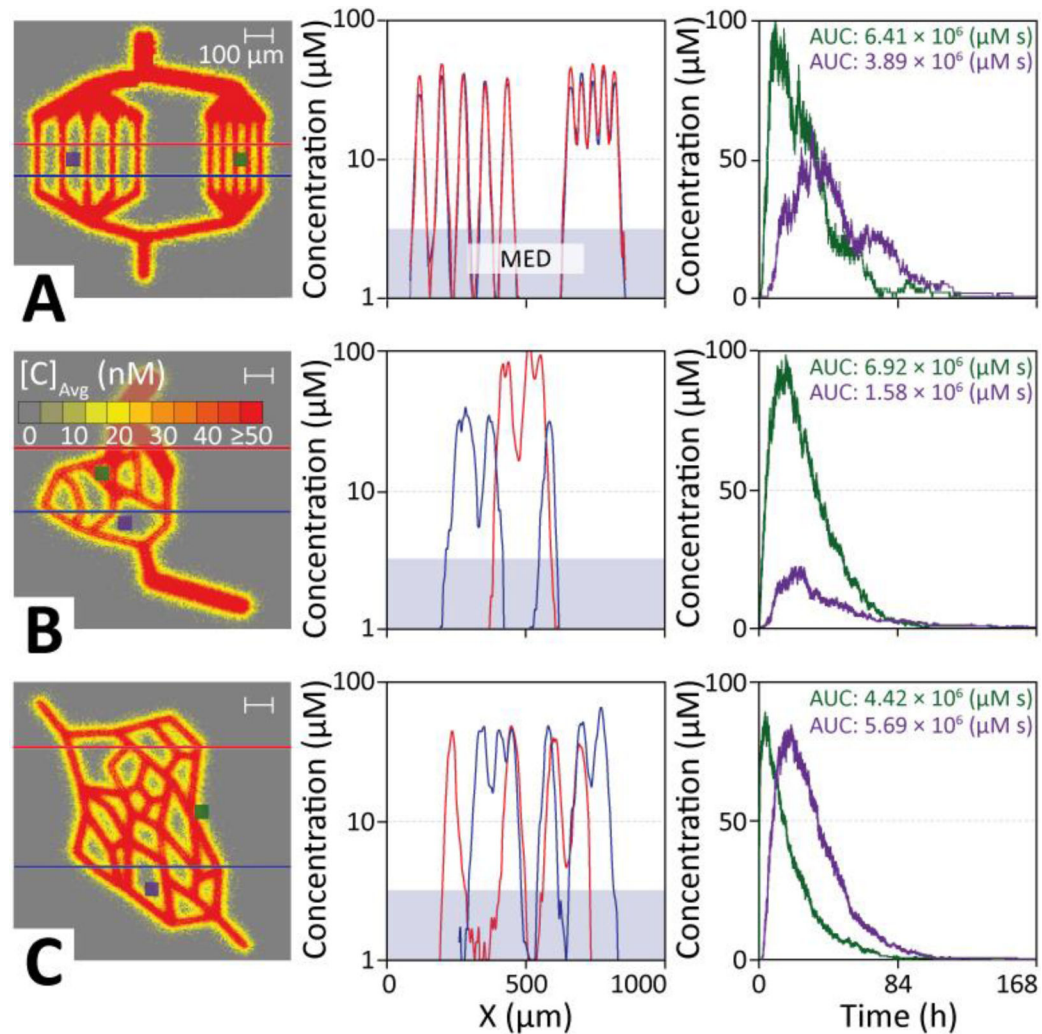 100 µm
A
Concentration (µM)
100
10
1
MED
Concentration (µM)
100
50
0
AUC: 6.41 × 10⁶ (µM s)
AUC: 3.89 × 10⁶ (µM s)
[C]Avg (nM)
0 10 20 30 40 ≥50
B
Concentration (µM)
100
10
1
Concentration (µM)
100
50
0
AUC: 6.92 × 10⁶ (µM s)
AUC: 1.58 × 10⁶ (µM s)
C
Concentration (µM)
100
10
1
0 500 1000
X (µm)
Concentration (µM)
100
50
0
AUC: 4.42 × 10⁶ (µM s)
AUC: 5.69 × 10⁶ (µM s)
0 84 168
Time (h)